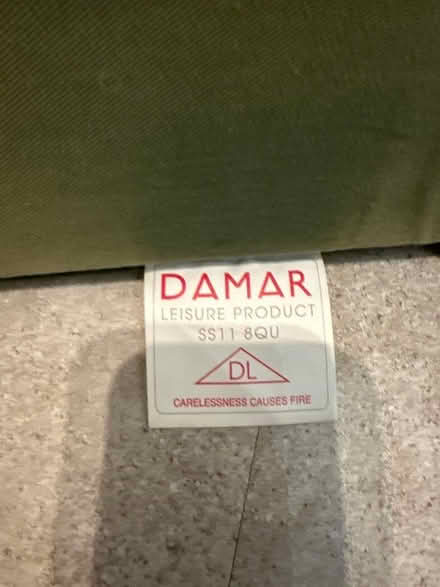 DAMAR
LEISURE PRODUCT
SS11 8QU
DL
CARELESSNESS CAUSES FIRE